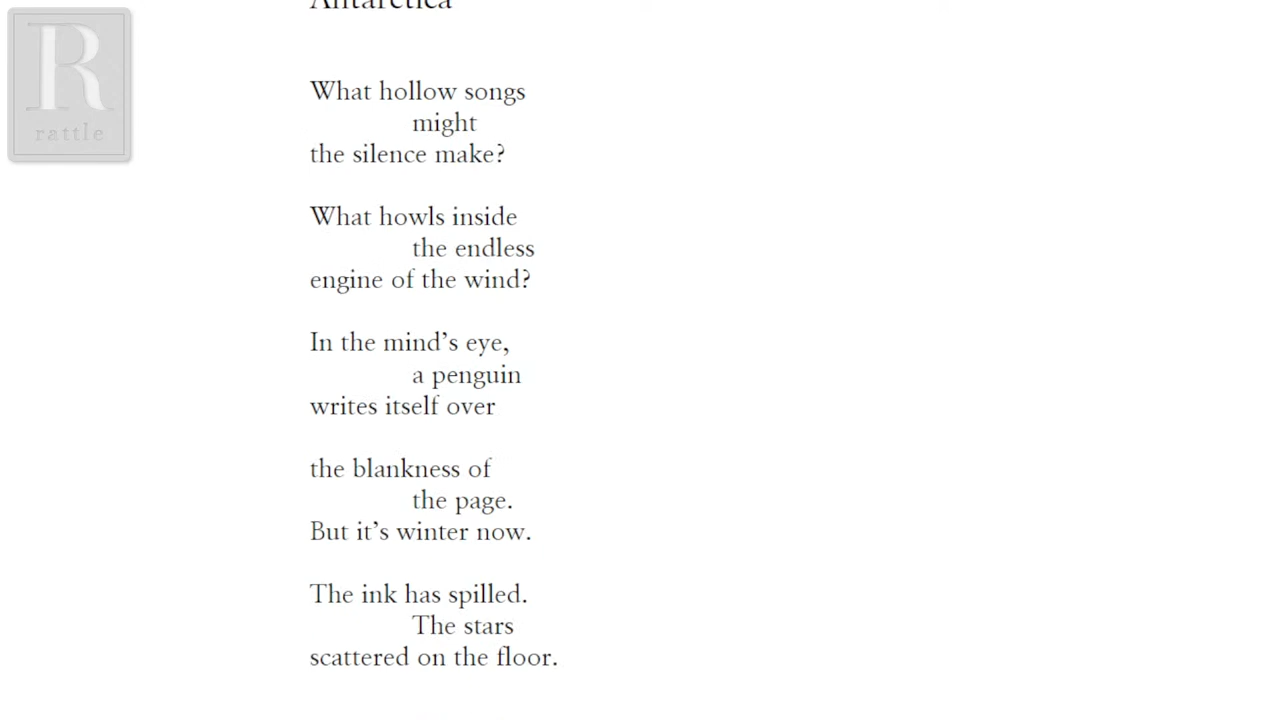 Antarctica
R
rattle
What hollow songs
might
the silence make?
What howls inside
the endless
engine of the wind?
In the mind’s eye,
a penguin
writes itself over
the blankness of
the page.
But it’s winter now.
The ink has spilled.
The stars
scattered on the floor.